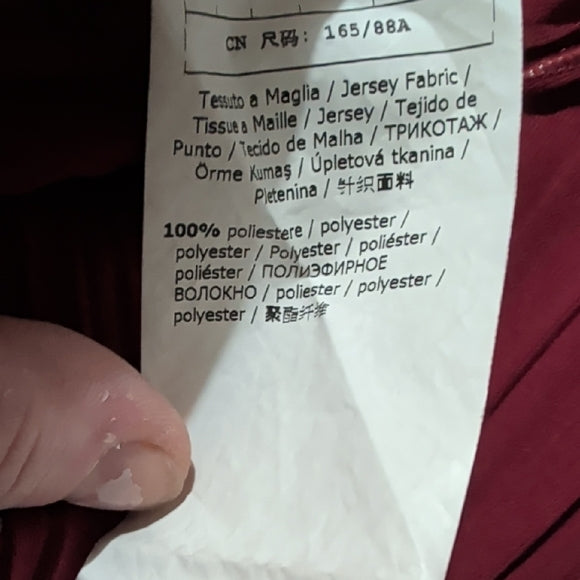 CN 尺码: 165/88A
Tessuto a Maglia / Jersey Fabric /
Tissue a Maille / Jersey / Tejido de
Punto / Tecido de Malha / ТРИКОТАЖ /
Örme Kumaş / Úpletová tkanina /
Pletenina / 针织面料
100% poliestere / polyester /
polyester / Polyester / poliéster /
poliéster / ПОЛИЭФИРНОЕ
ВОЛОКНО / poliester / polyester /
polyester / 聚酯纤维